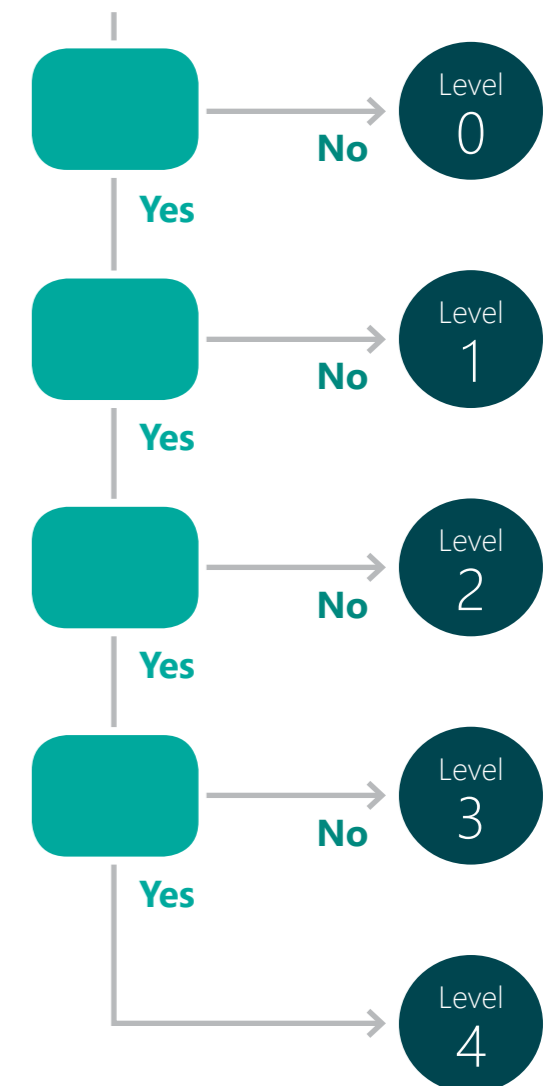 Level
0
No
Yes
Level
1
No
Yes
Level
2
No
Yes
Level
3
No
Yes
Level
4